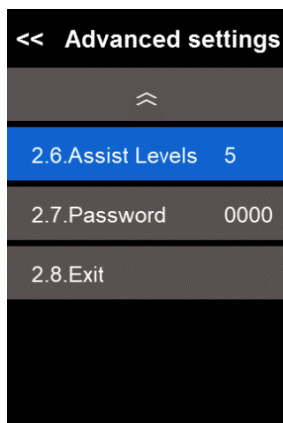 << Advanced settings
2.6.Assist Levels 5
2.7.Password 0000
2.8.Exit